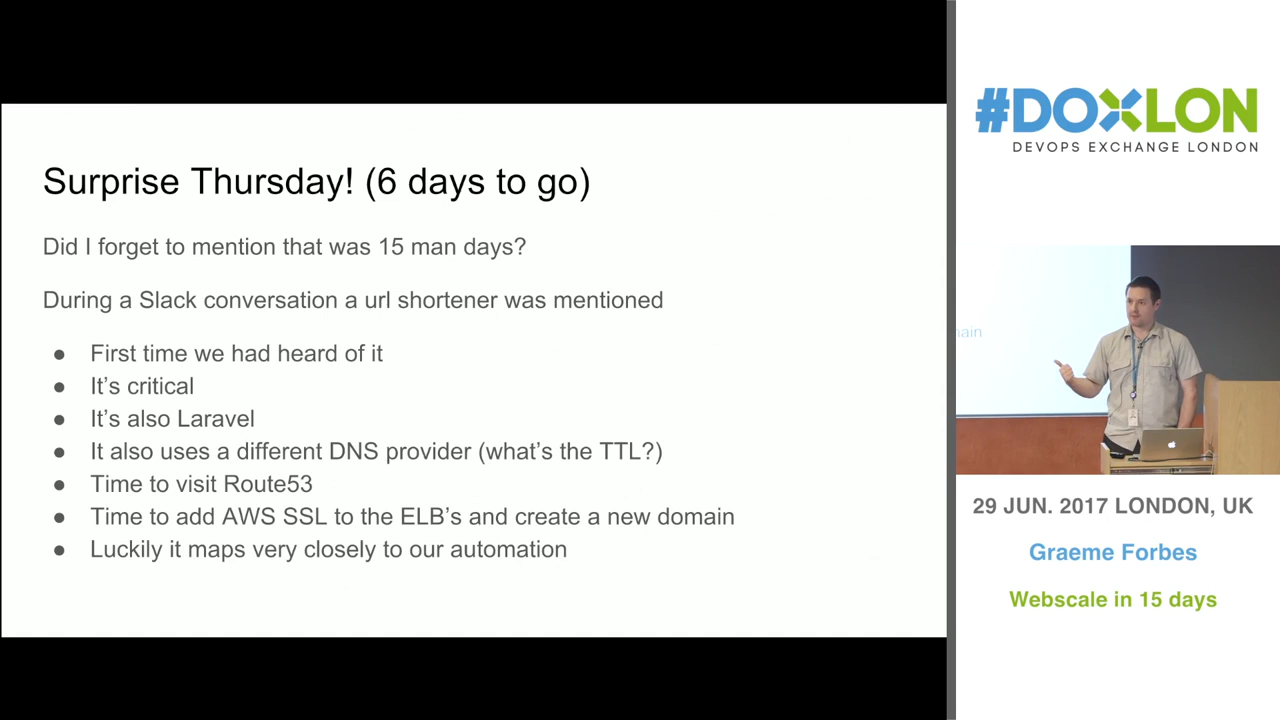 Surprise Thursday! (6 days to go)
Did I forget to mention that was 15 man days?
During a Slack conversation a url shortener was mentioned
● First time we had heard of it
● It's critical
● It's also Laravel
● It also uses a different DNS provider (what's the TTL?)
● Time to visit Route53
● Time to add AWS SSL to the ELB's and create a new domain
● Luckily it maps very closely to our automation
#DOXLON
DEVOPS EXCHANGE LONDON
29 JUN. 2017 LONDON, UK
Graeme Forbes
Webscale in 15 days